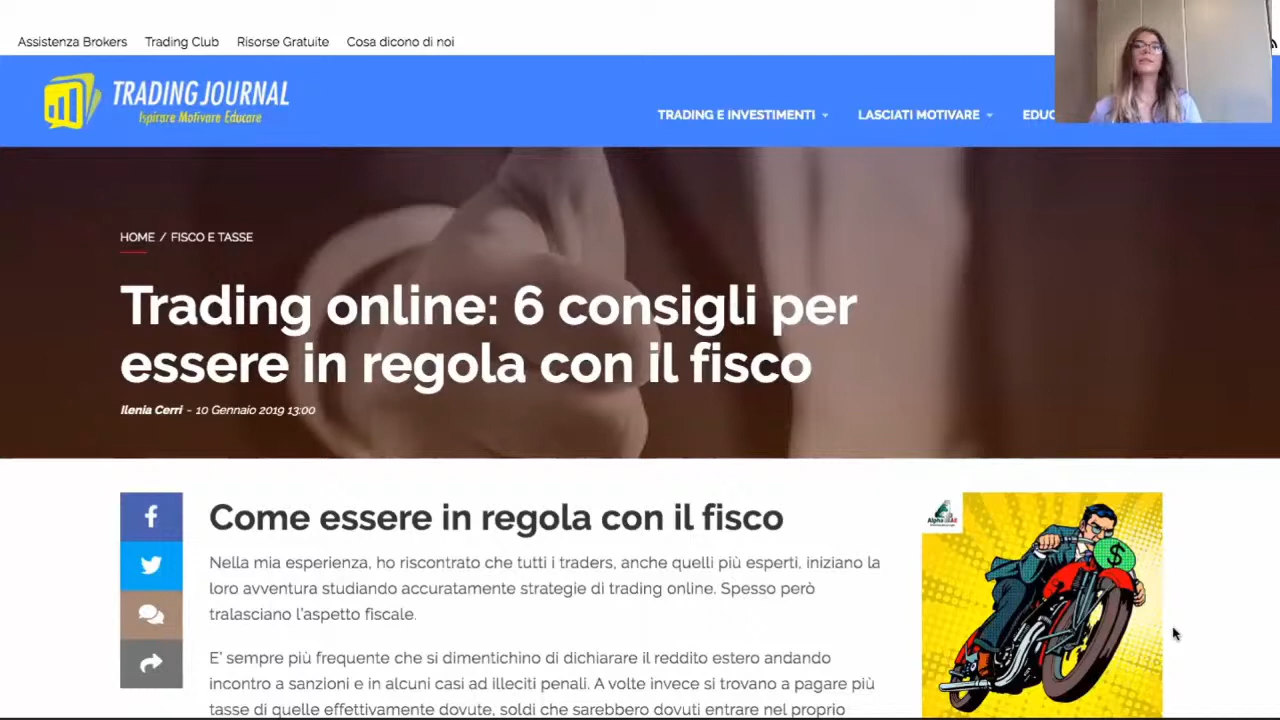 Assistenza Brokers Trading Club Risorse Gratuite Cosa dicono di noi
TRADING JOURNAL
Ispirare Motivare Educare
TRADING E INVESTIMENTI LASCIATI MOTIVARE
HOME / FISCO E TASSE
Trading online: 6 consigli per
essere in regola con il fisco
Ilenia Cerri - 10 Gennaio 2019 13:00
Come essere in regola con il fisco
Nella mia esperienza, ho riscontrato che tutti i traders, anche quelli più esperti, iniziano la
loro avventura studiando accuratamente strategie di trading online. Spesso però
tralasciano l'aspetto fiscale.
E' sempre più frequente che si dimentichino di dichiarare il reddito estero andando
incontro a sanzioni e in alcuni casi ad illeciti penali. A volte invece si trovano a pagare più
tasse di quelle effettivamente dovute, soldi che sarebbero dovuti entrare nel proprio